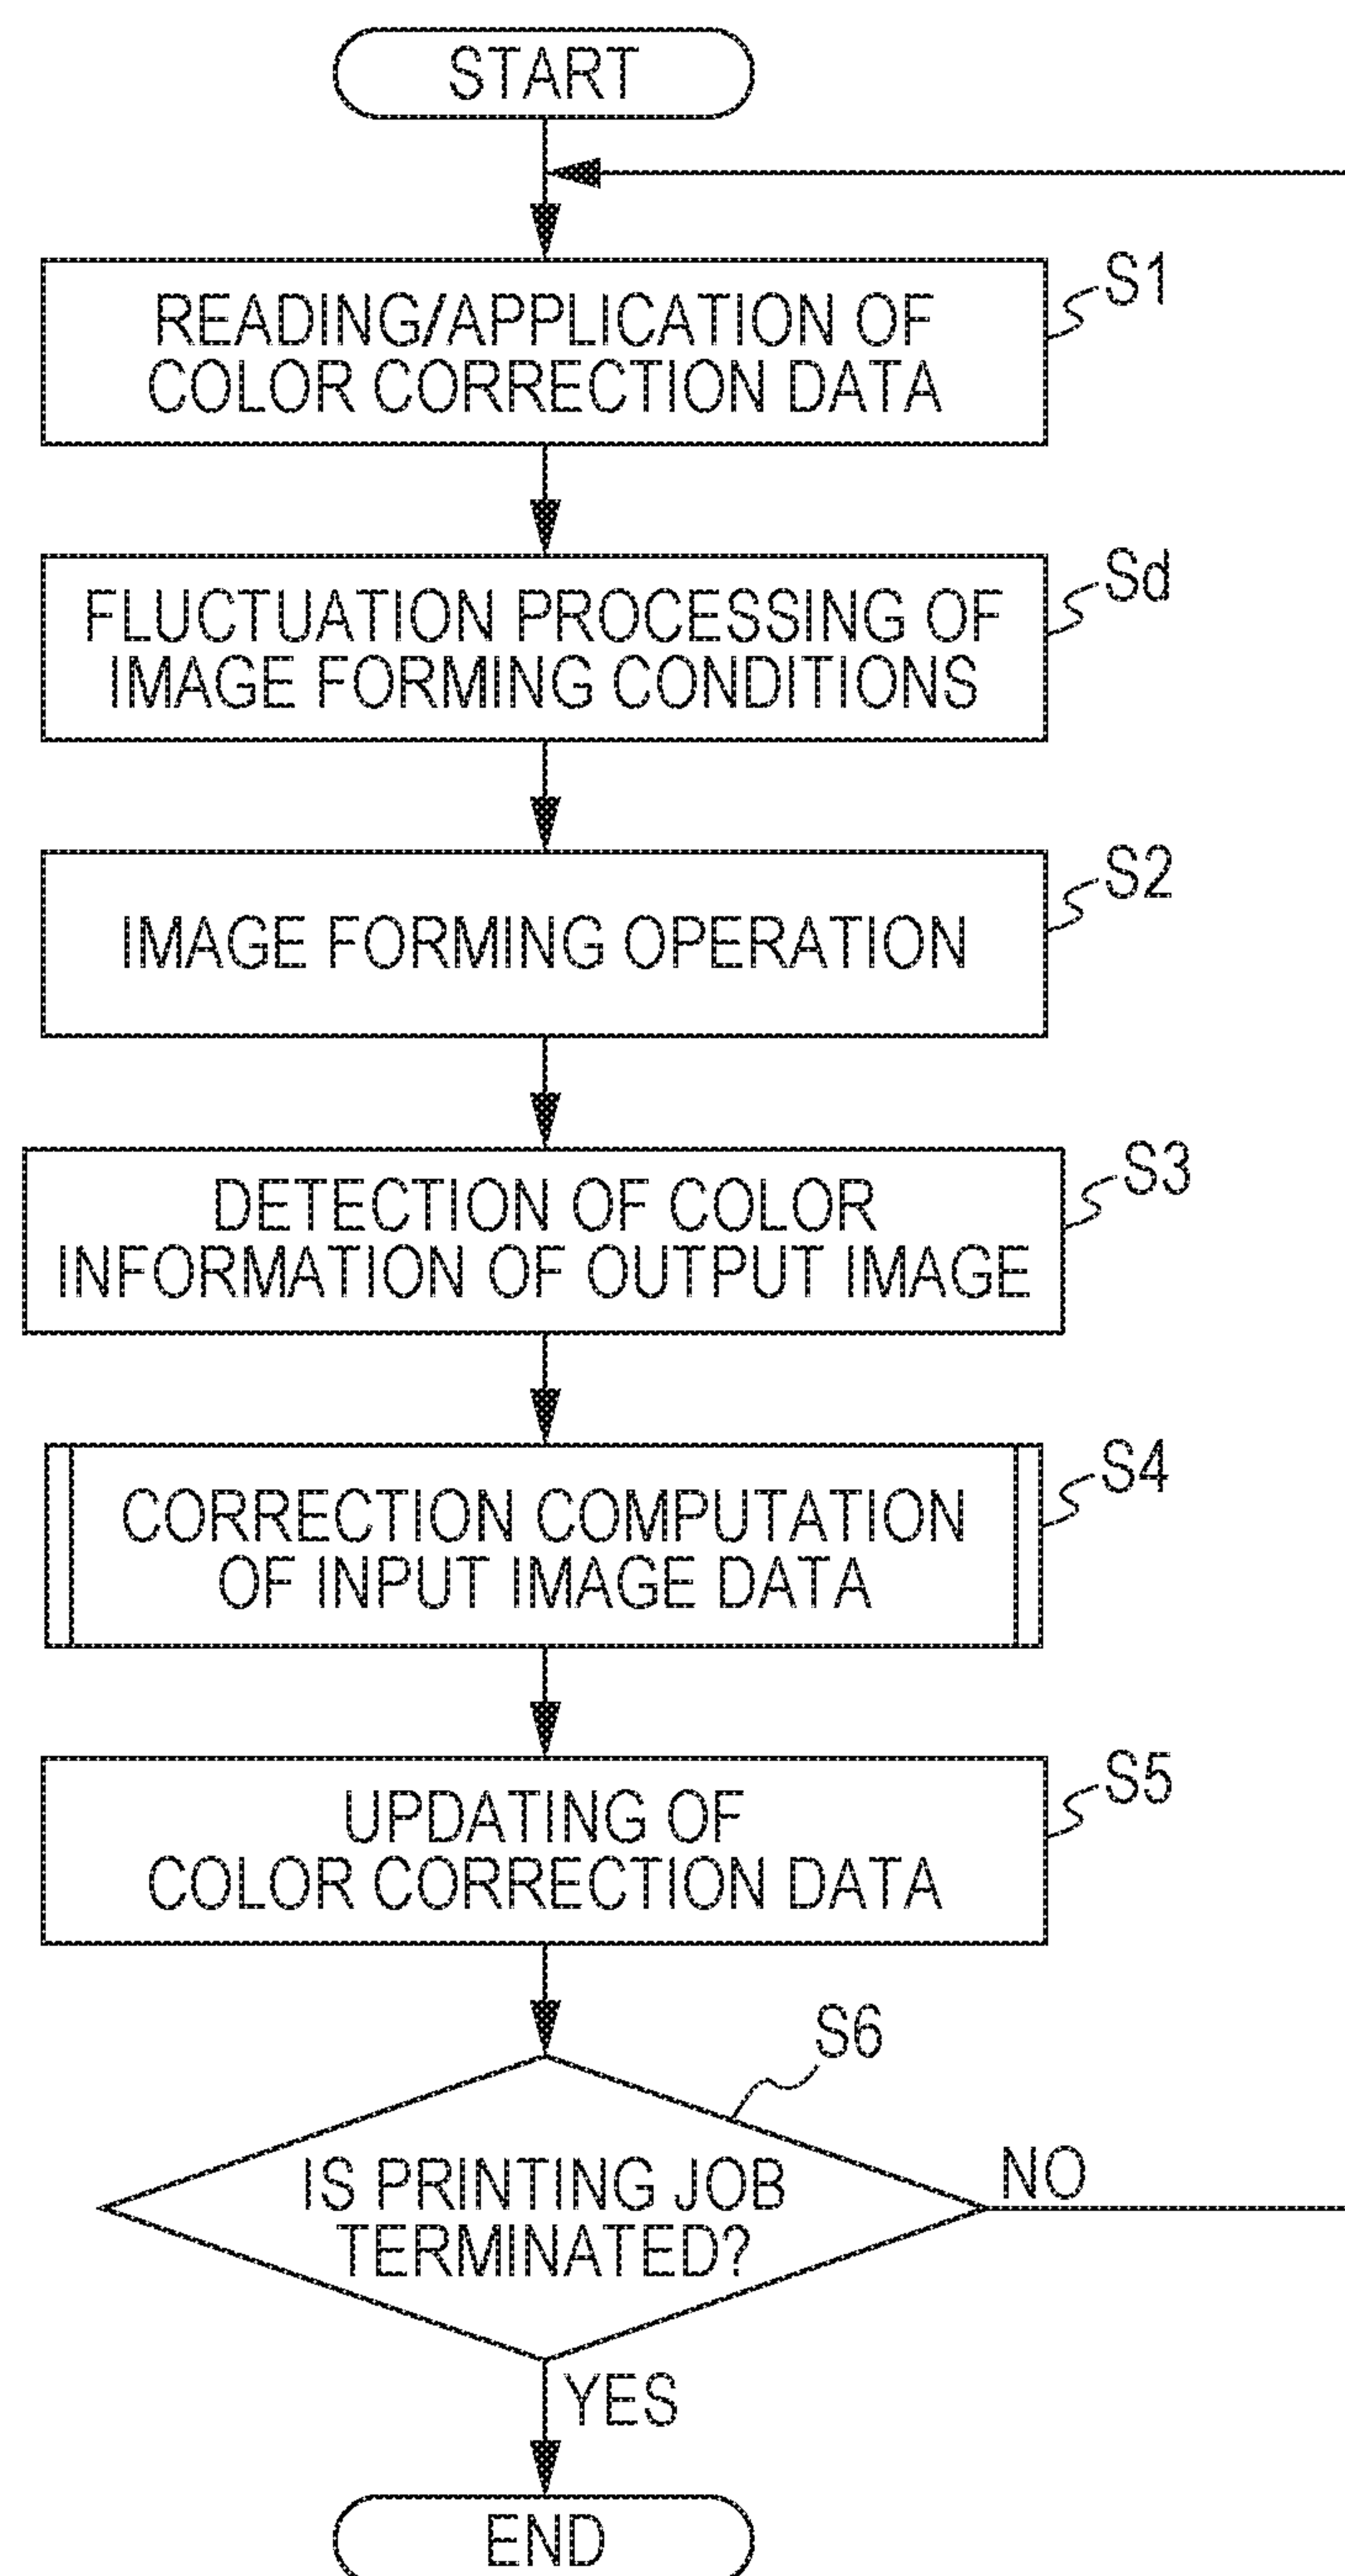 START
READING/APPLICATION OF
COLOR CORRECTION DATA
S1
FLUCTUATION PROCESSING OF
IMAGE FORMING CONDITIONS
Sd
IMAGE FORMING OPERATION
S2
DETECTION OF COLOR
INFORMATION OF OUTPUT IMAGE
S3
CORRECTION COMPUTATION
OF INPUT IMAGE DATA
S4
UPDATING OF
COLOR CORRECTION DATA
S5
S6
IS PRINTING JOB
TERMINATED?
NO
YES
END